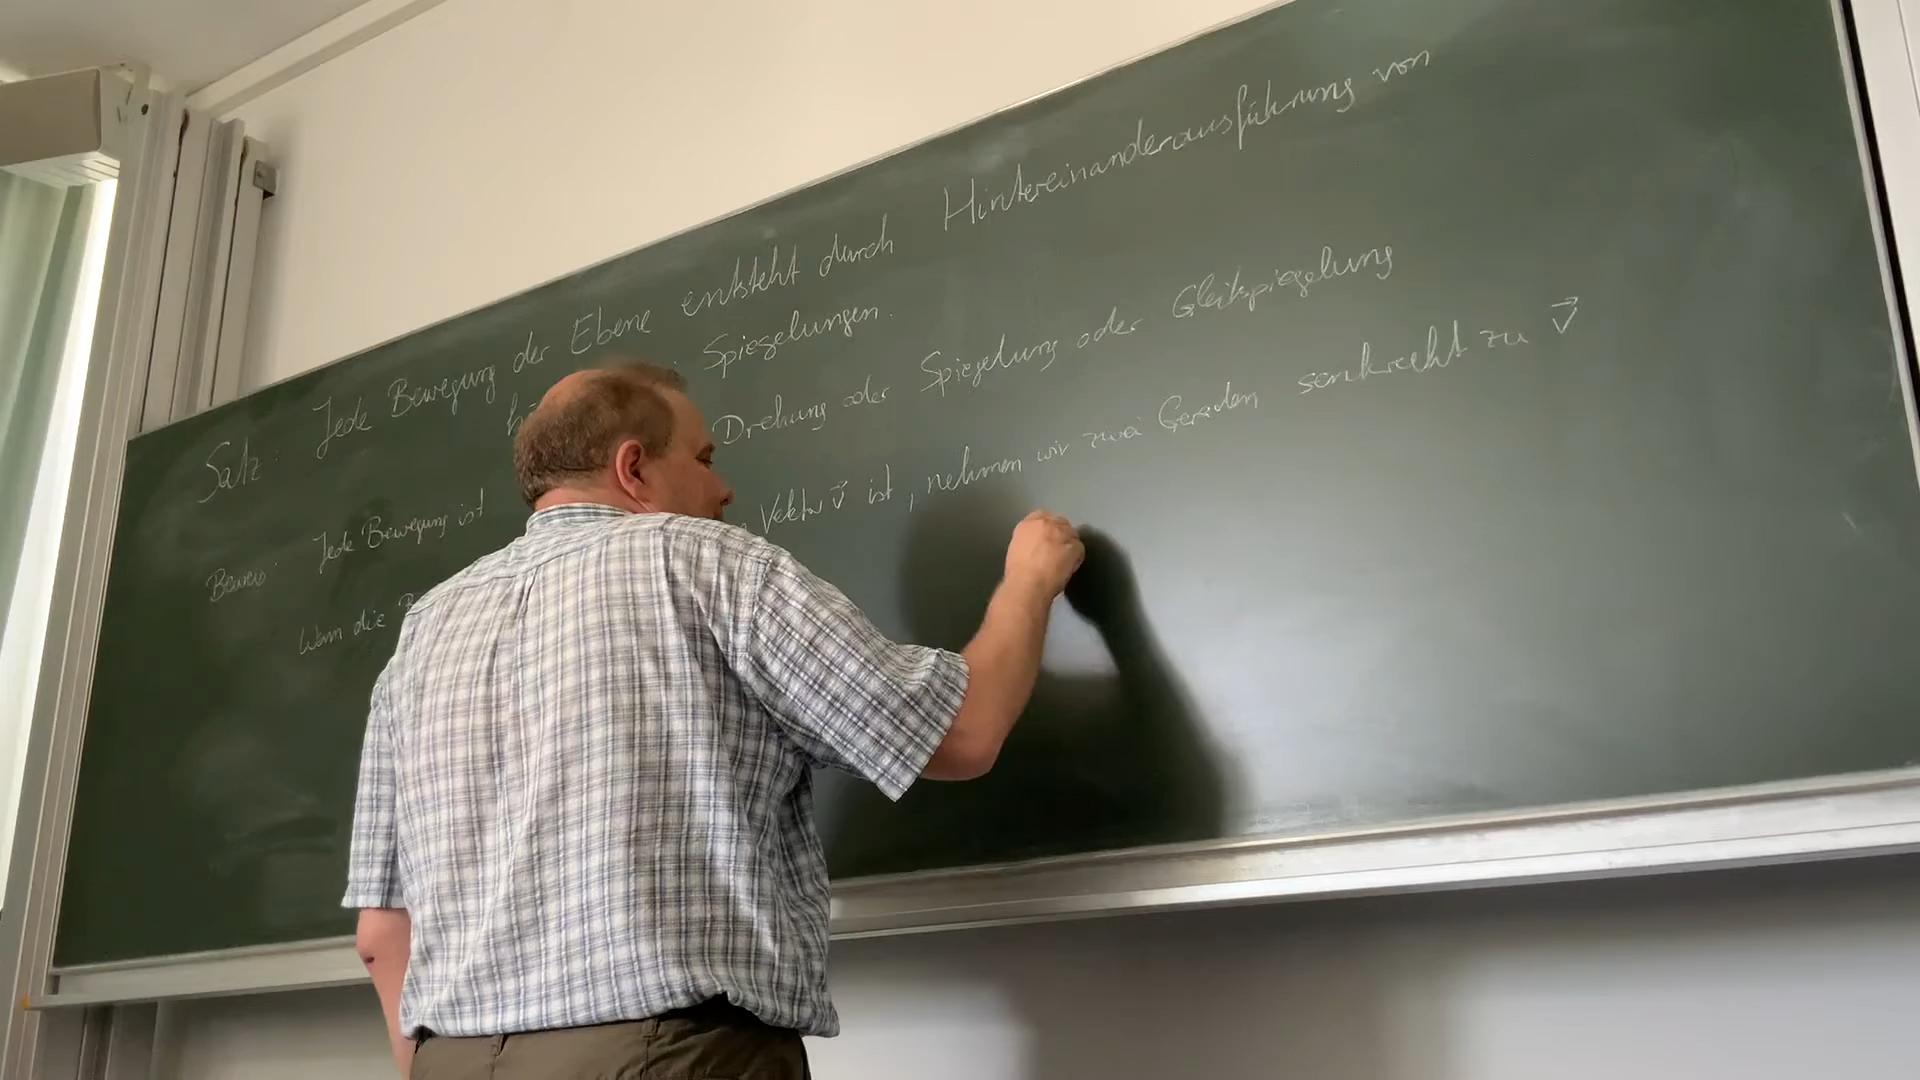 Satz: Jede Bewegung der Ebene entsteht durch Hintereinanderausführung von
Spiegelungen.
Beweis: Jede Bewegung ist Drehung oder Spiegelung oder Gleitspiegelung
Wenn die Vektor v⃗ ist, nehmen wir zwei Geraden senkrecht zu v⃗